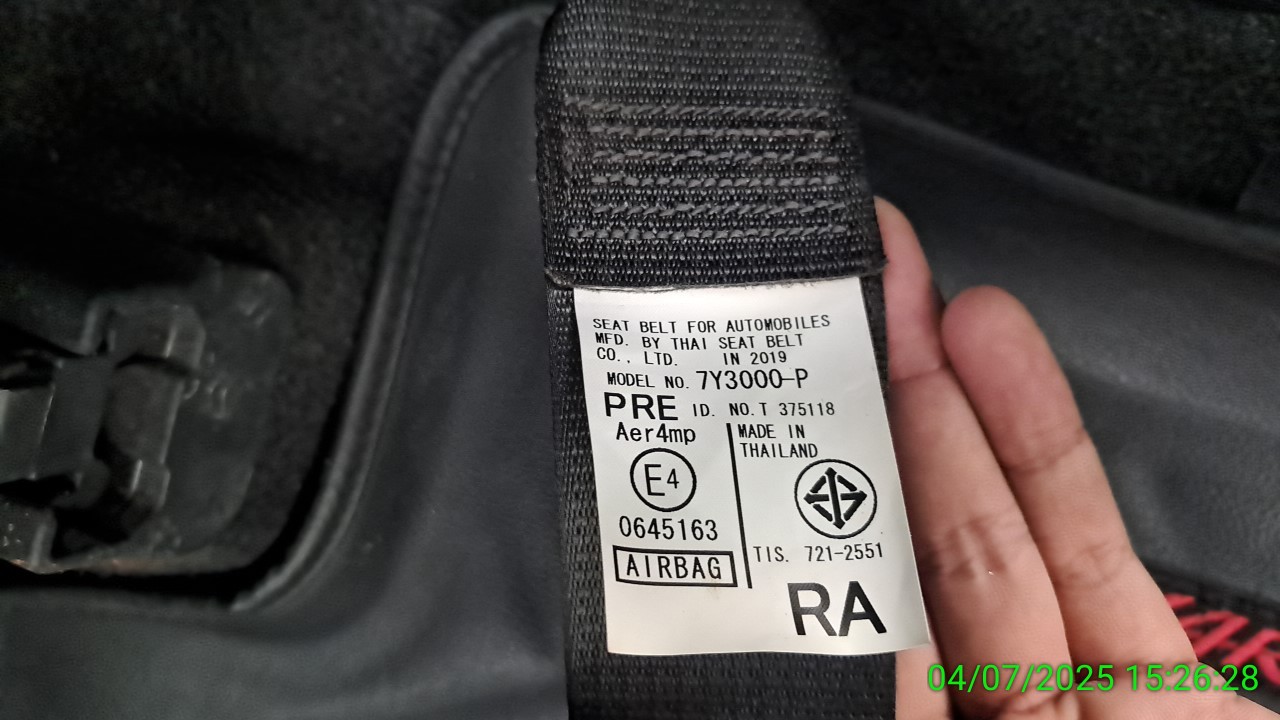 SEAT BELT FOR AUTOMOBILES
MFD. BY THAI SEAT BELT
CO., LTD. IN 2019
MODEL NO. 7Y3000-P
PRE ID. NO.T 375118
Aer4mp
E4
0645163
AIRBAG
MADE IN
THAILAND
TIS. 721-2551
RA
04/07/2025 15:26:28